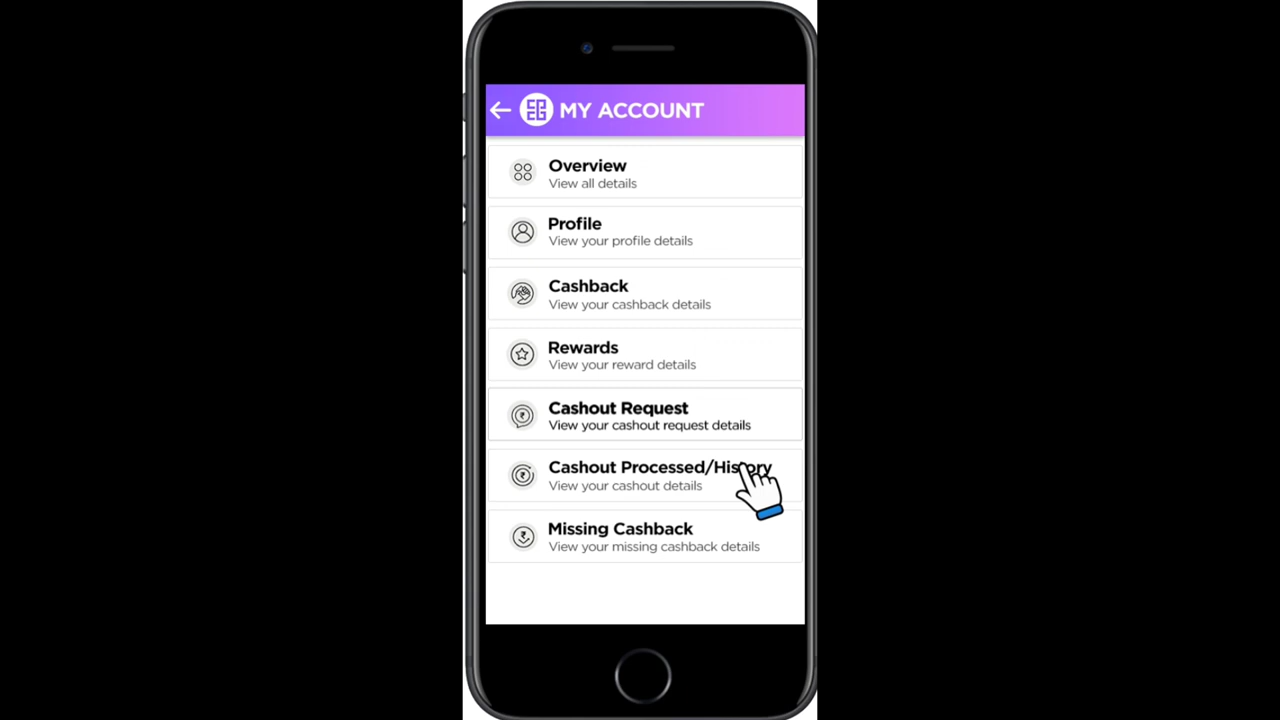 MY ACCOUNT
Overview
View all details
Profile
View your profile details
Cashback
View your cashback details
Rewards
View your reward details
Cashout Request
View your cashout request details
Cashout Processed/History
View your cashout details
Missing Cashback
View your missing cashback details